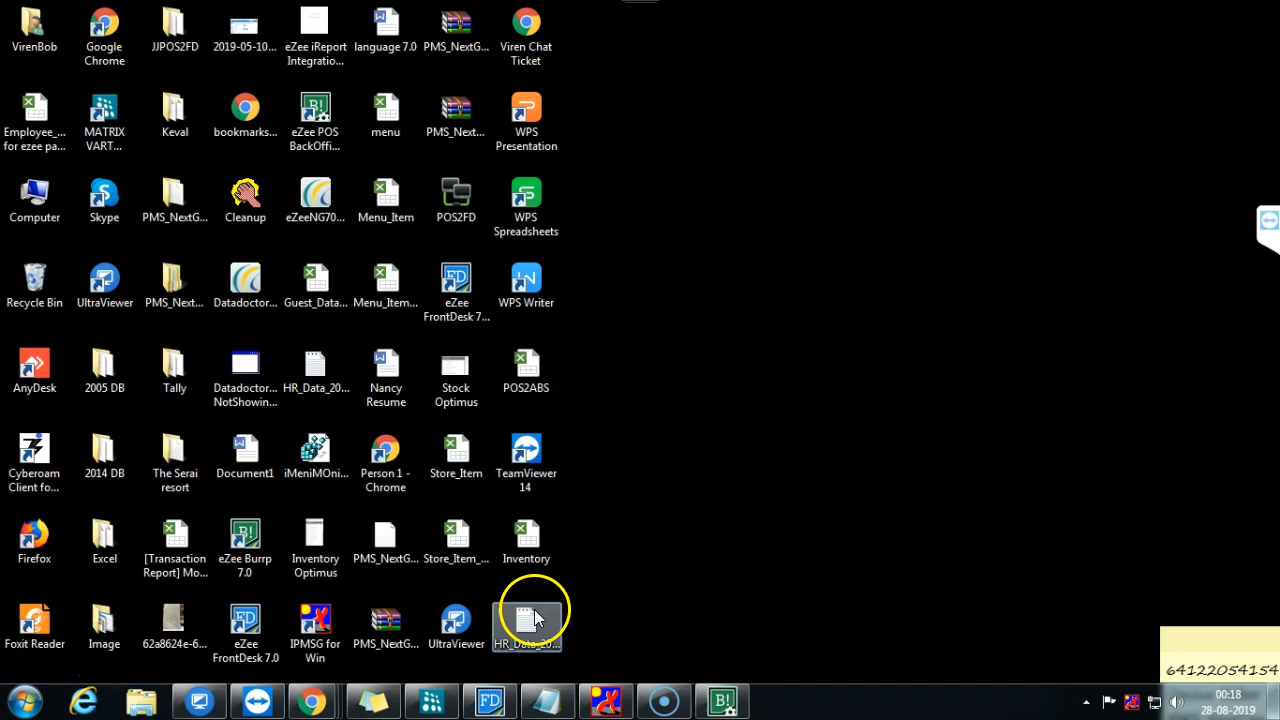 VirenBob
Google
Chrome
JJPOS2FD
2019-05-10...
eZee iReport
Integratio...
language 7.0
PMS_NextG...
Viren Chat
Ticket
Employee_...
for ezee pa...
MATRIX
VART...
Keval
bookmarks...
eZee POS
BackOffi...
menu
PMS_Next...
WPS
Presentation
Computer
Skype
PMS_NextG...
Cleanup
eZeeNG70...
Menu_Item
POS2FD
WPS
Spreadsheets
Recycle Bin
UltraViewer
PMS_Next...
Datadoctor...
Guest_Data...
Menu_Item...
eZee
FrontDesk 7...
WPS Writer
AnyDesk
2005 DB
Tally
Datadoctor...
NotShowin...
HR_Data_20...
Nancy
Resume
Stock
Optimus
POS2ABS
Cyberoam
Client fo...
2014 DB
The Serai
resort
Document1
iMeniMOni...
Person 1 -
Chrome
Store_Item
TeamViewer
14
Firefox
Excel
[Transaction
Report] Mo...
eZee Burrp
7.0
Inventory
Optimus
PMS_NextG...
Store_Item_...
Inventory
Foxit Reader
Image
62a8624e-6...
eZee
FrontDesk 7.0
IPMSG for
Win
PMS_NextG...
UltraViewer
HR_Data_20...
64122054154
FD
B!
00:18
28-08-2019